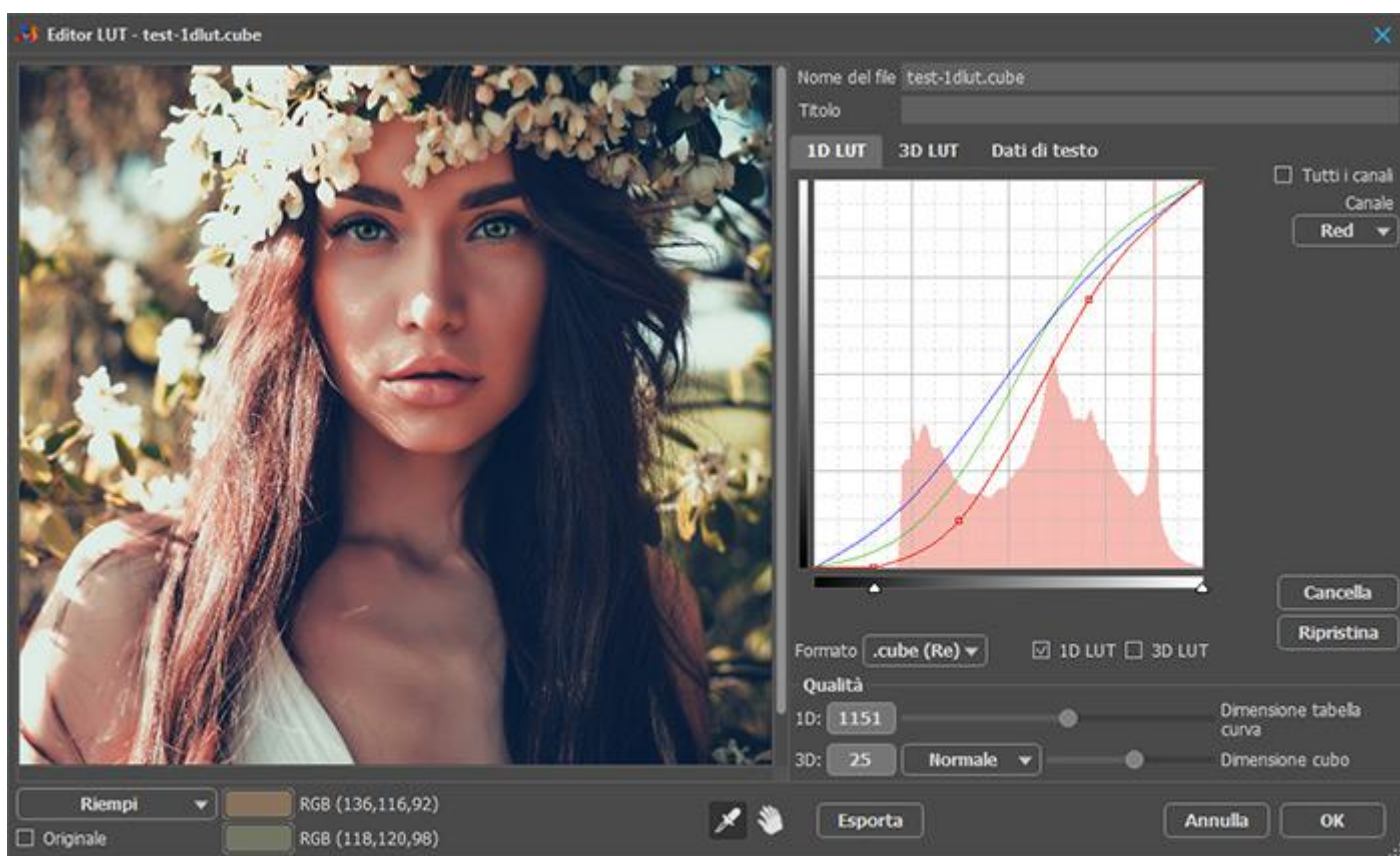 Editor LUT - test-1dlut.cube
Nome del file test-1dlut.cube
Titolo
1D LUT 3D LUT Dati di testo
Tutti i canali
Canale
Red
Cancella
Ripristina
Formato .cube (Re) 1D LUT 3D LUT
Qualità
1D: 1151 Dimensione tabella
curva
3D: 25 Normale Dimensione cubo
Riempi RGB (136,116,92)
Originale RGB (118,120,98)
Esporta Annulla OK